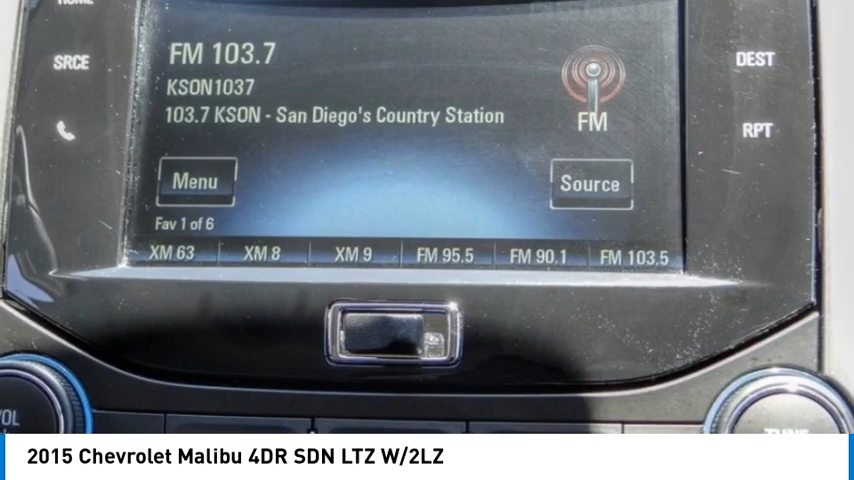 HOME
FM 103.7
SRCE
DEST
KSON1037
103.7 KSON - San Diego's Country Station
FM
RPT
Menu
Source
Fav 1 of 6
XM 63 XM 8 XM 9 FM 95.5 FM 90.1 FM 103.5
VOL
TUNE
2015 Chevrolet Malibu 4DR SDN LTZ W/2LZ